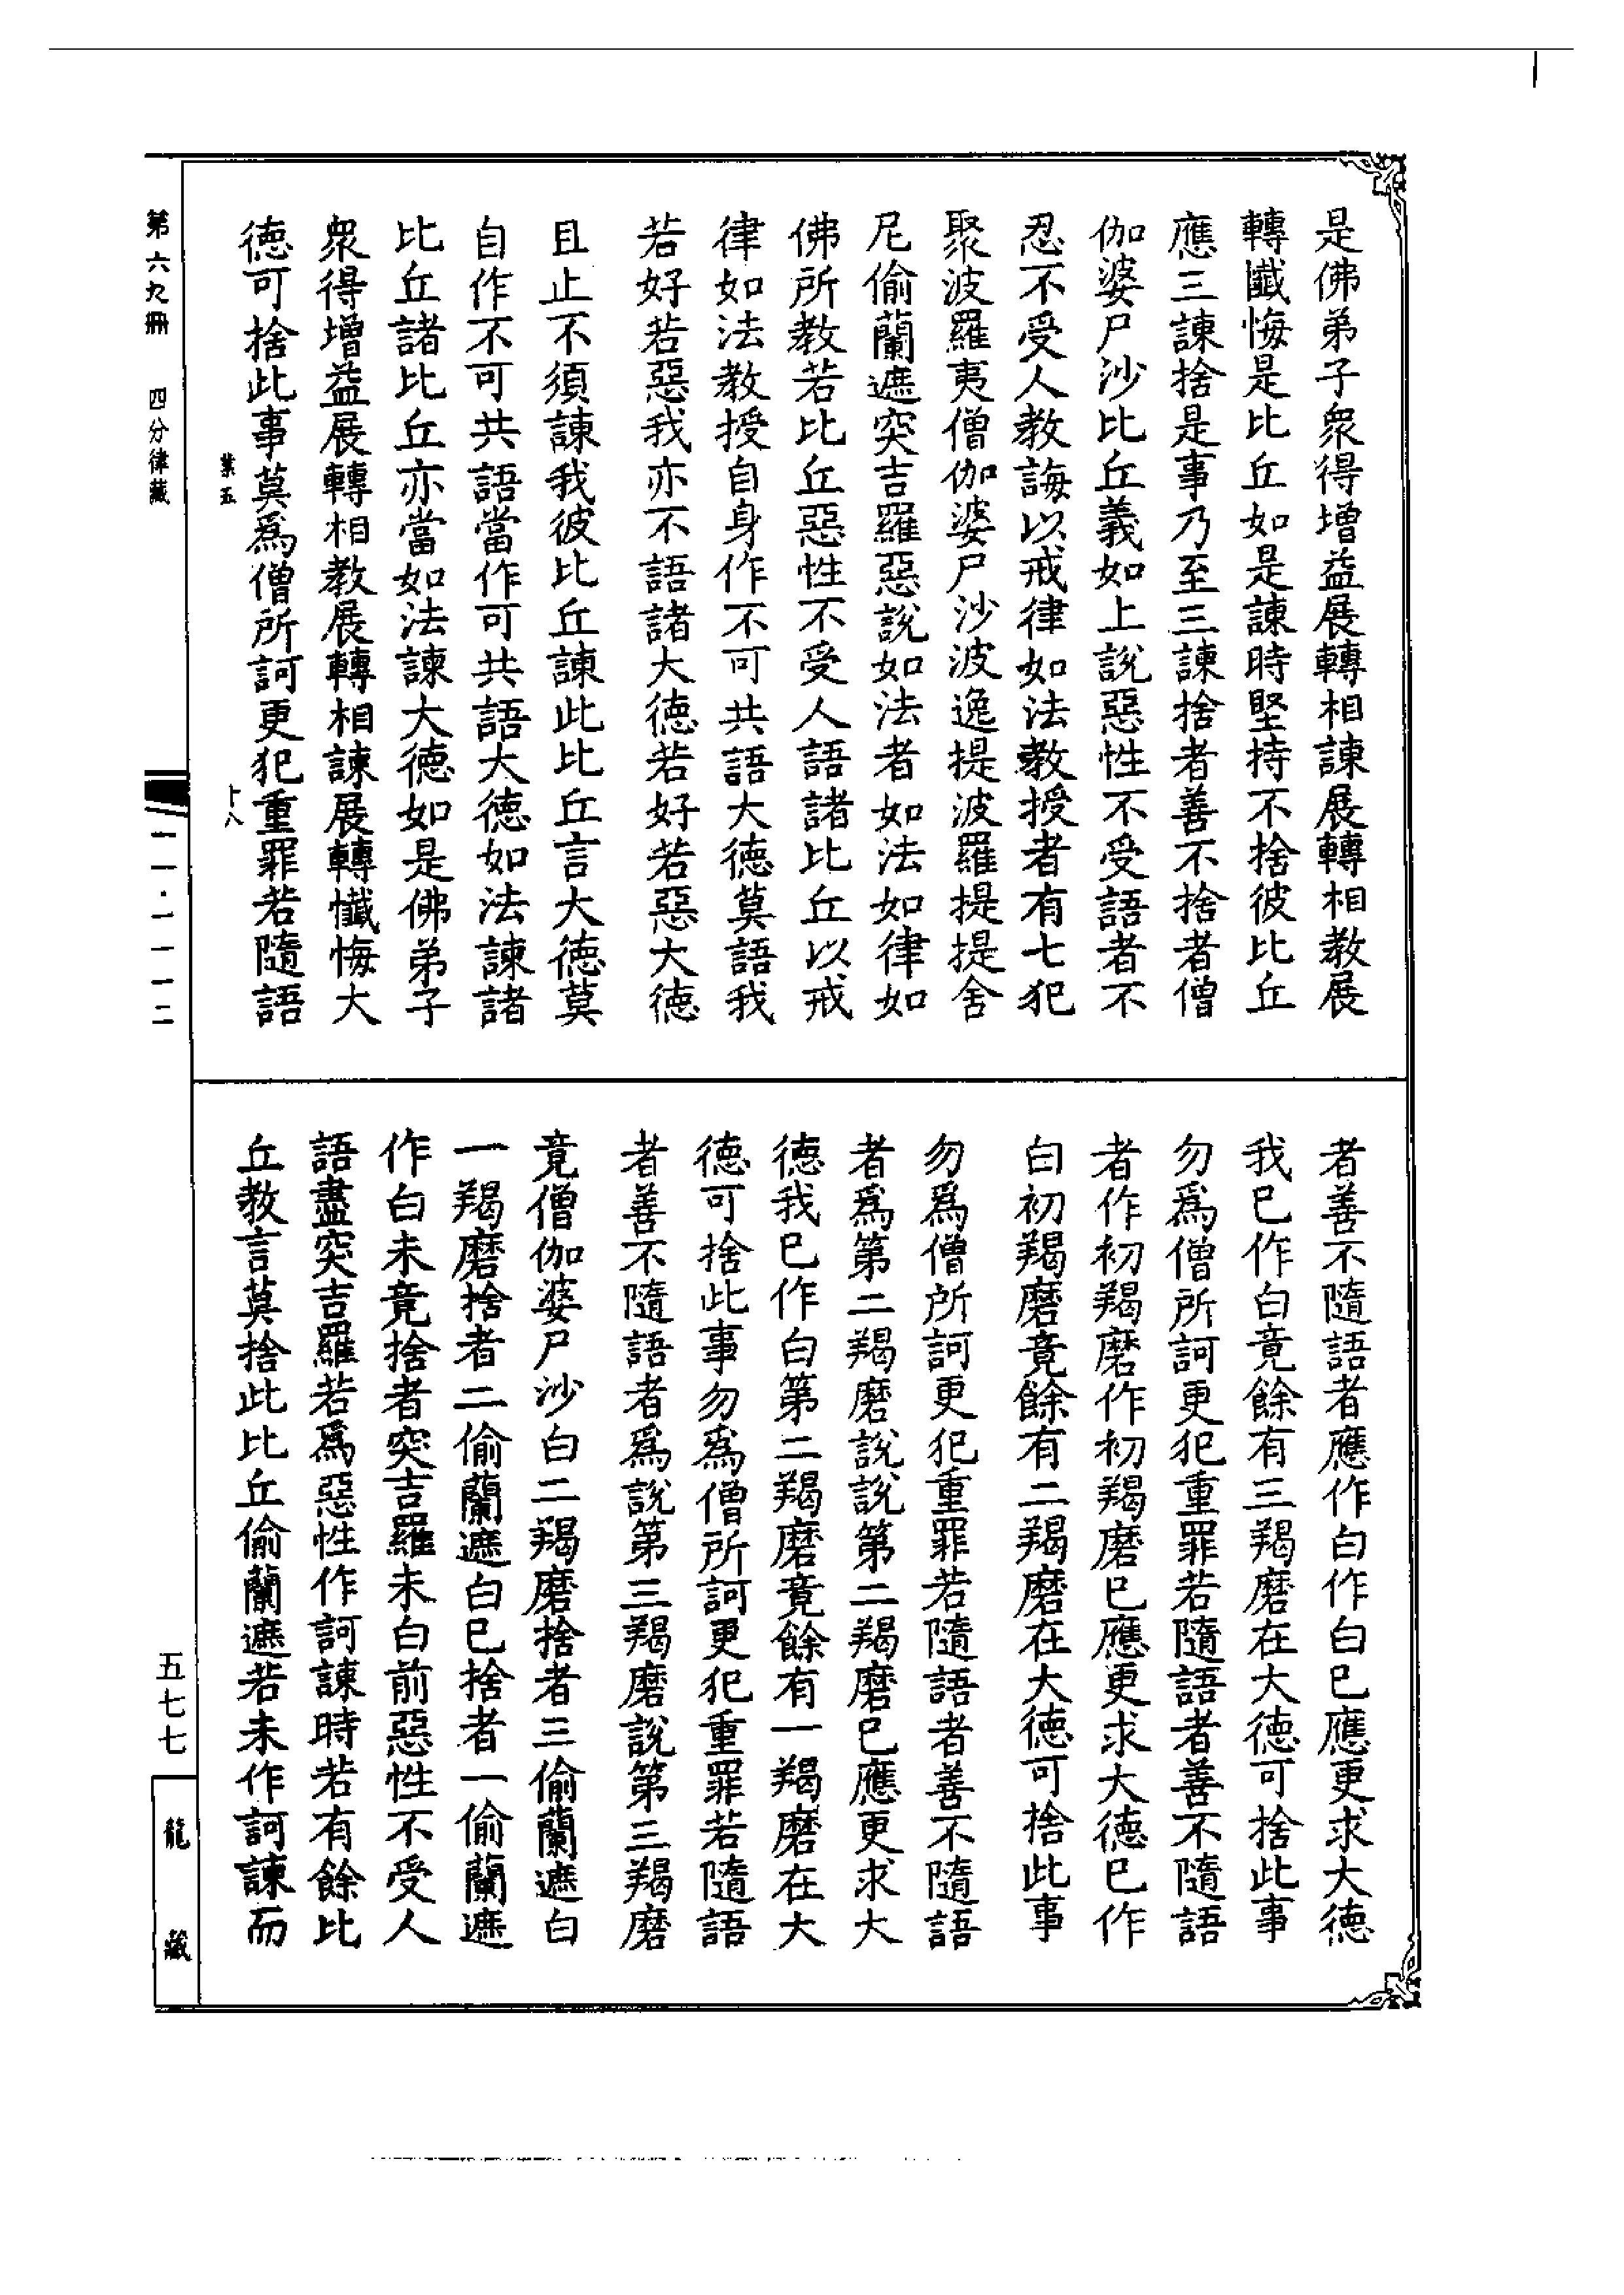 是佛弟子衆得增益展轉相諫展轉相教展
轉懺悔是比丘如是諫時堅持不捨彼比丘
應三諫捨是事乃至三諫捨者善不捨者僧
伽婆尸沙比丘義如上說惡性不受語者不
忍不受人教誨以戒律如法教授者有七犯
聚波羅夷僧伽婆尸沙波逸提波羅提提舍
尼偷蘭遮突吉羅惡說如法者如法如律如
佛所教若比丘惡性不受人語諸比丘以戒
律如法教授自身作不可共語大德莫語我
若好若惡我亦不語諸大德若好若惡大德
且止不須諫我彼比丘諫此比丘言大德莫
自作不可共語當作可共語大德如法諫諸
比丘諸比丘亦當如法諫大德如是佛弟子
衆得增益展轉相教展轉相諫展轉懺悔大
德可捨此事莫爲僧所訶更犯重罪若隨語
業五
十八
第六九冊
四分律藏
一一·一一一二
者善不隨語者應作白作白已應更求大德
我已作白竟餘有三羯磨在大德可捨此事
勿爲僧所訶更犯重罪若隨語者善不隨語
者作初羯磨作初羯磨已應更求大德已作
白初羯磨竟餘有二羯磨在大德可捨此事
勿爲僧所訶更犯重罪若隨語者善不隨語
者爲第二羯磨說說第二羯磨已應更求大
德我已作白第二羯磨竟餘有一羯磨在大
德可捨此事勿爲僧所訶更犯重罪若隨語
者善不隨語者爲說第三羯磨說第三羯磨
竟僧伽婆尸沙白二羯磨捨者三偷蘭遮白
一羯磨捨者二偷蘭遮白已捨者一偷蘭遮
作白未竟捨者突吉羅未白前惡性不受人
語盡突吉羅若爲惡性作訶諫時若有餘比
丘教言莫捨此比丘偷蘭遮若未作訶諫而
五七七
龍藏